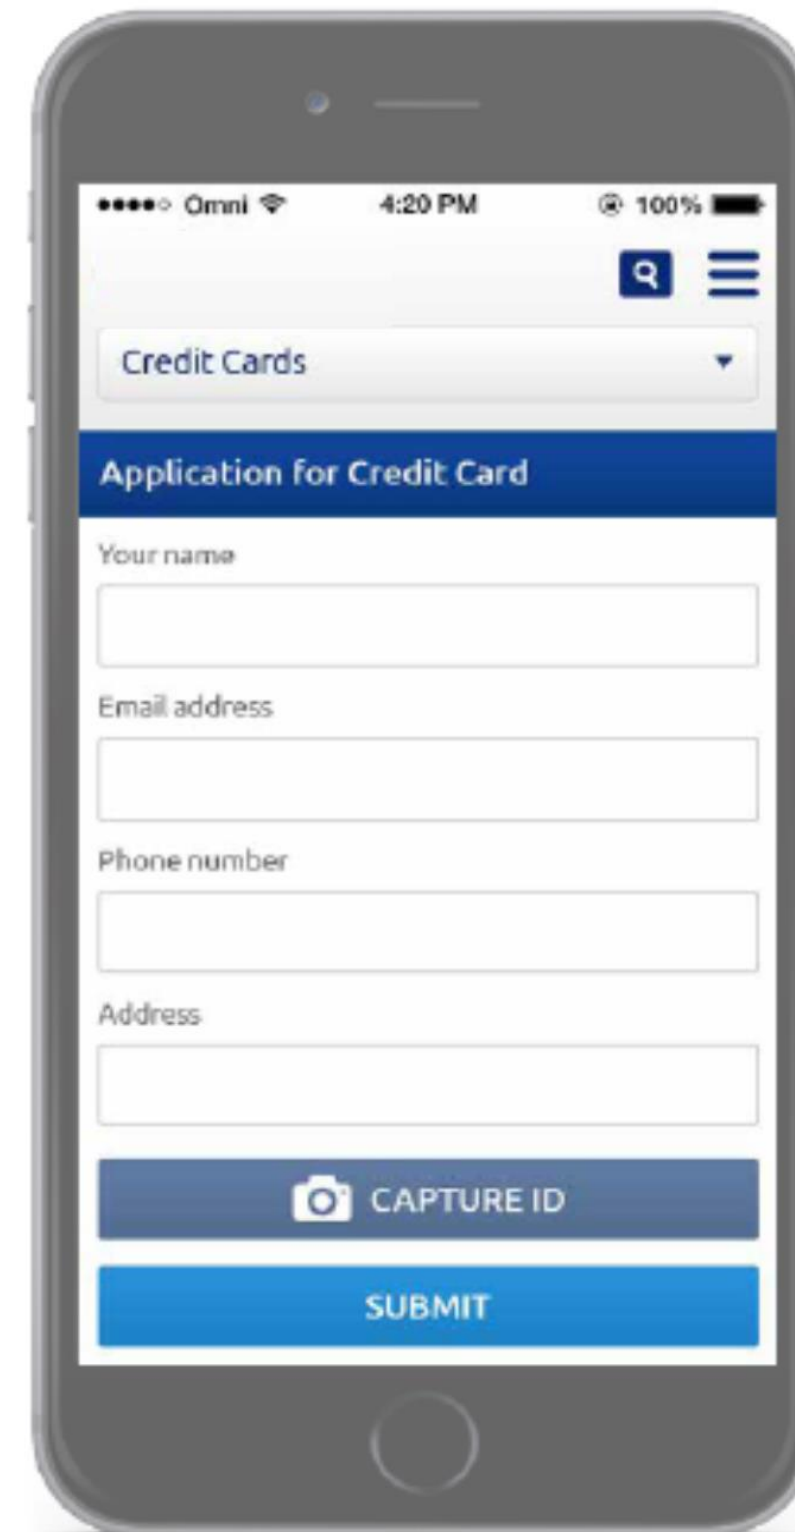 Omni 4:20 PM 100%
Credit Cards
Application for Credit Card
Your name
Email address
Phone number
Address
CAPTURE ID
SUBMIT